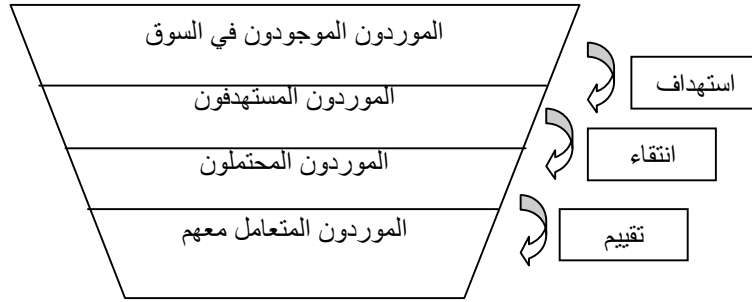 الموردون الموجودون في السوق
استهداف
الموردون المستهدفون
انتقاء
الموردون المحتملون
تقييم
الموردون المتعامل معهم